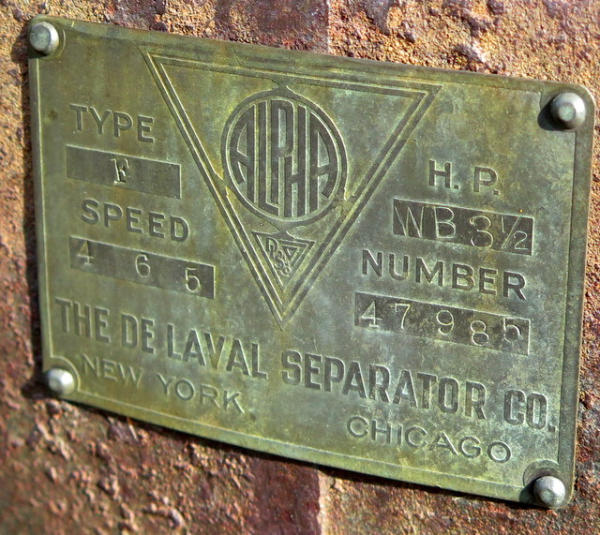 TYPE
F
SPEED
465
ALPHA
H.P.
WB 3½
NUMBER
47985
THE DE LAVAL SEPARATOR CO.
NEW YORK.
CHICAGO